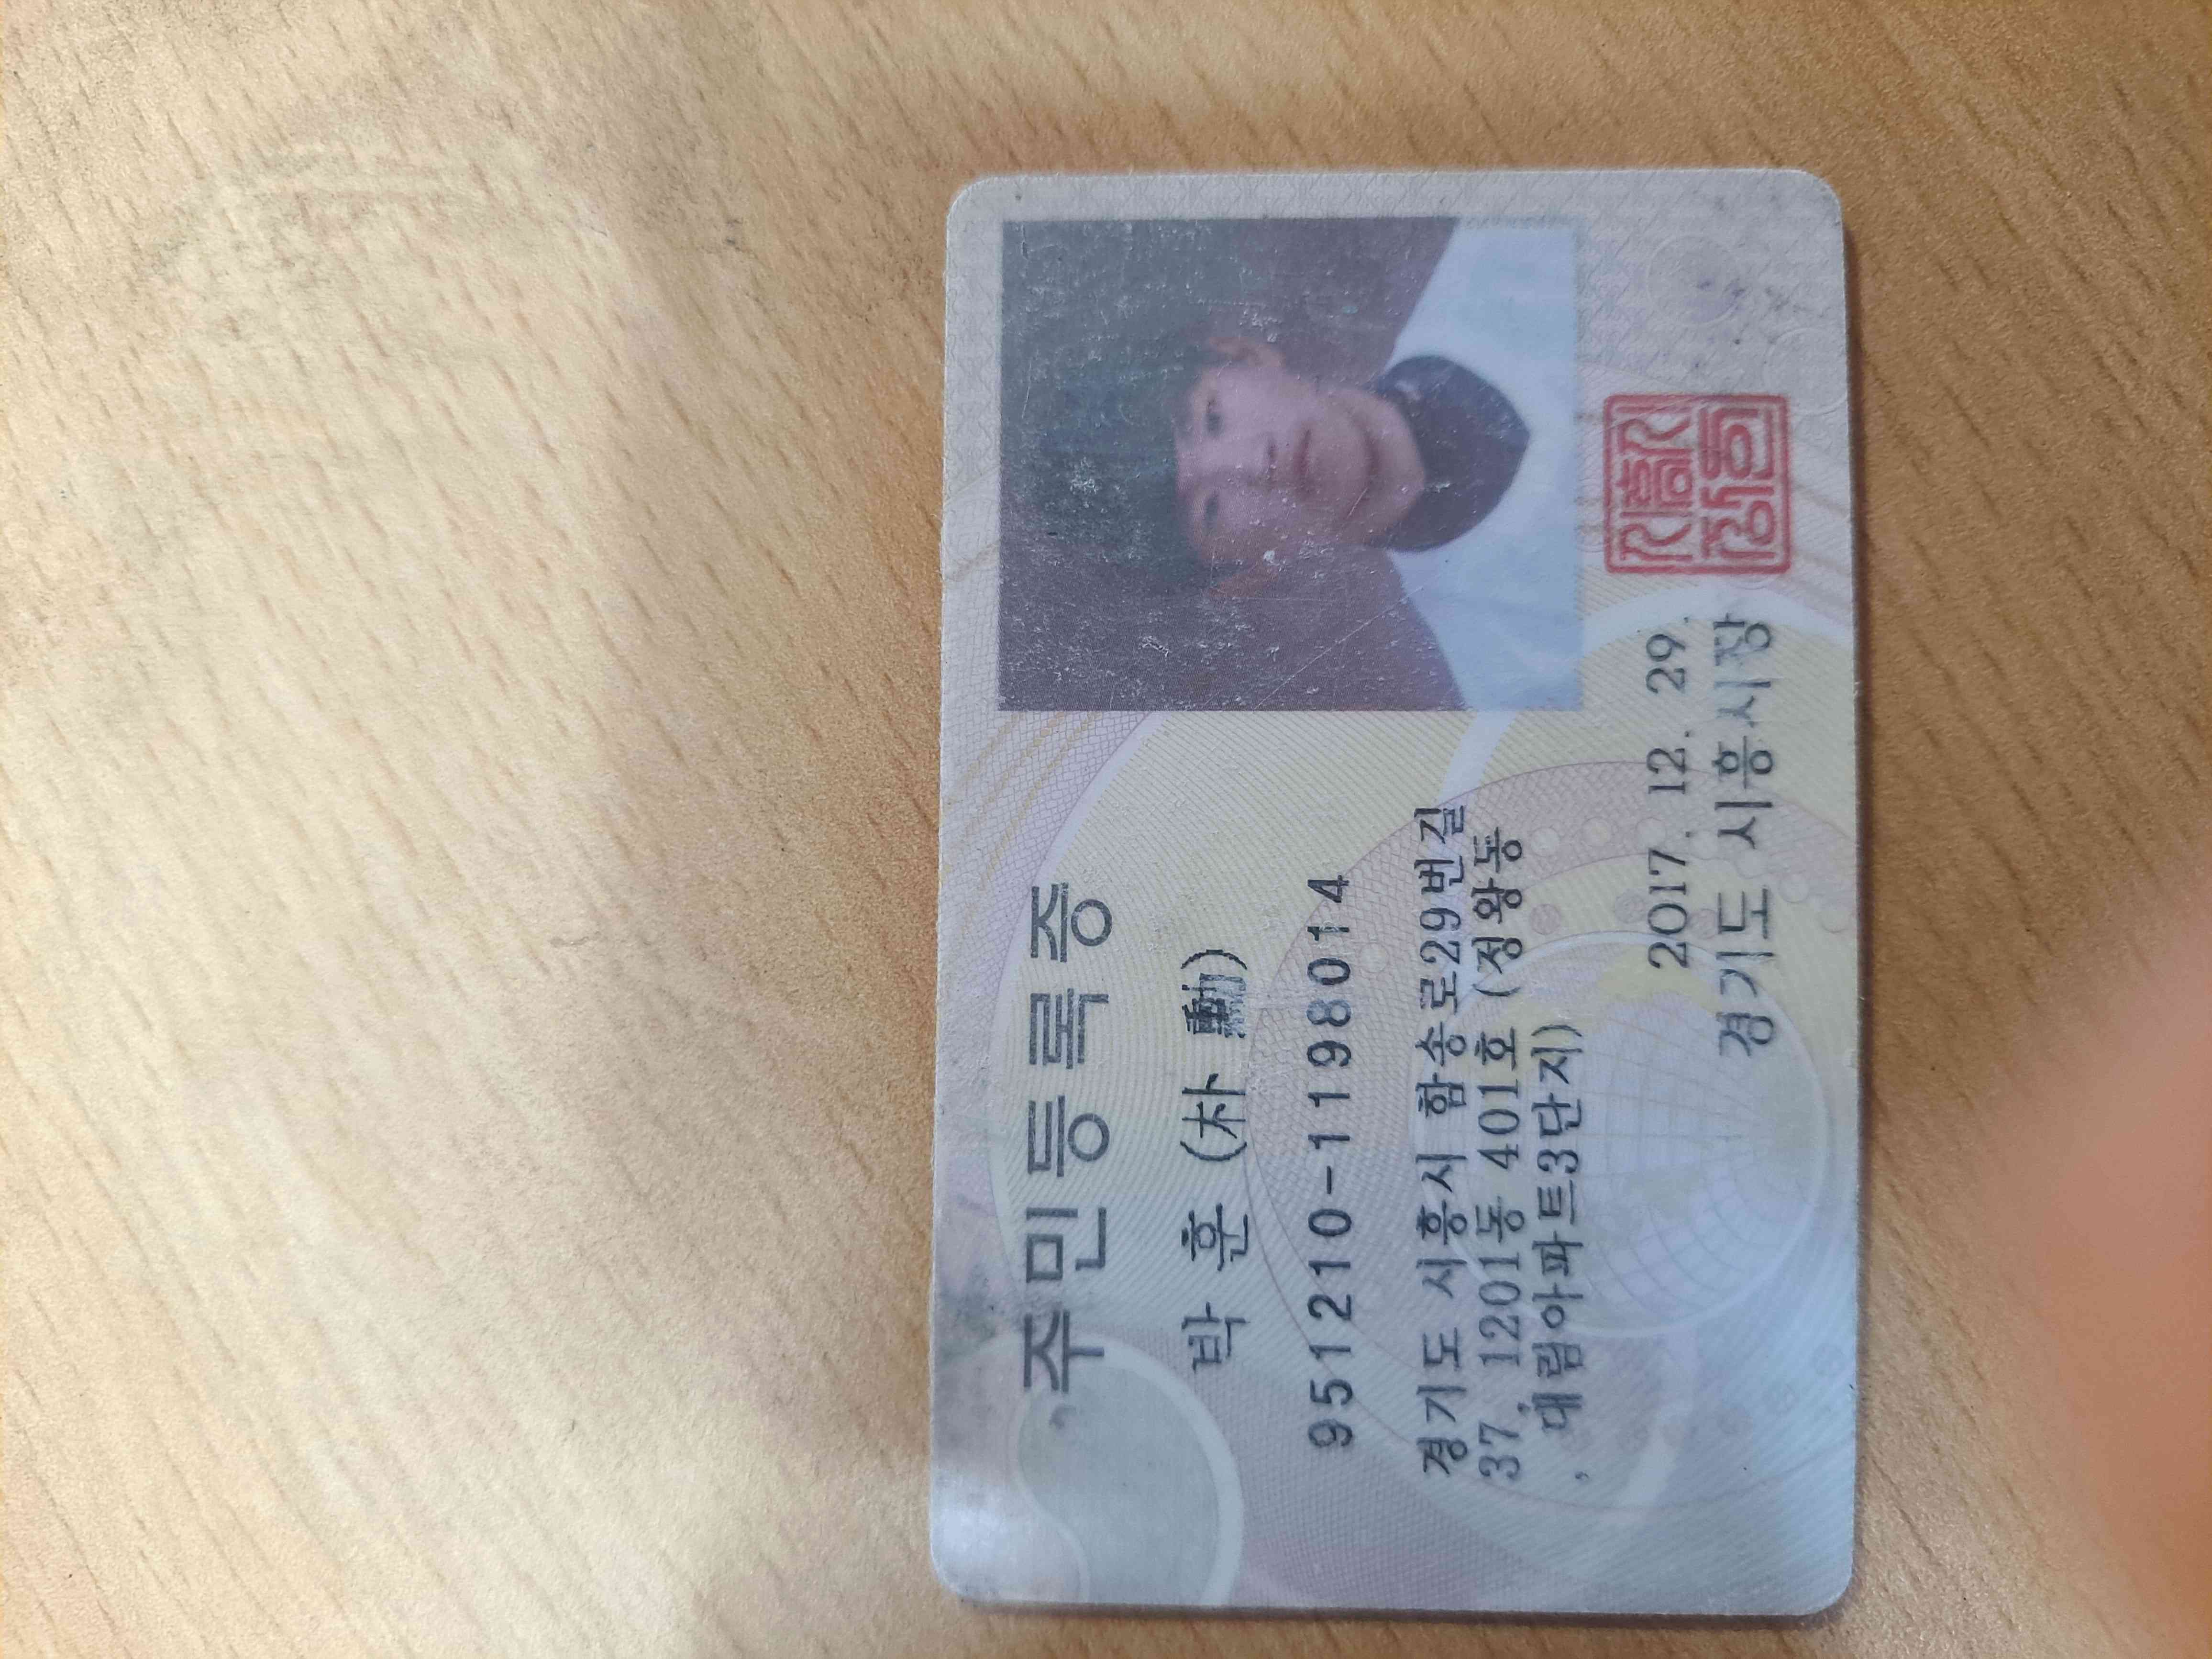 주민등록증
박 훈 (朴 勳)
951210-1198014
경기도 시흥시 함송로29번길
37, 1201동 401호 (정왕동
, 대림아파트3단지)
2017. 12. 29.
경기도 시흥시장